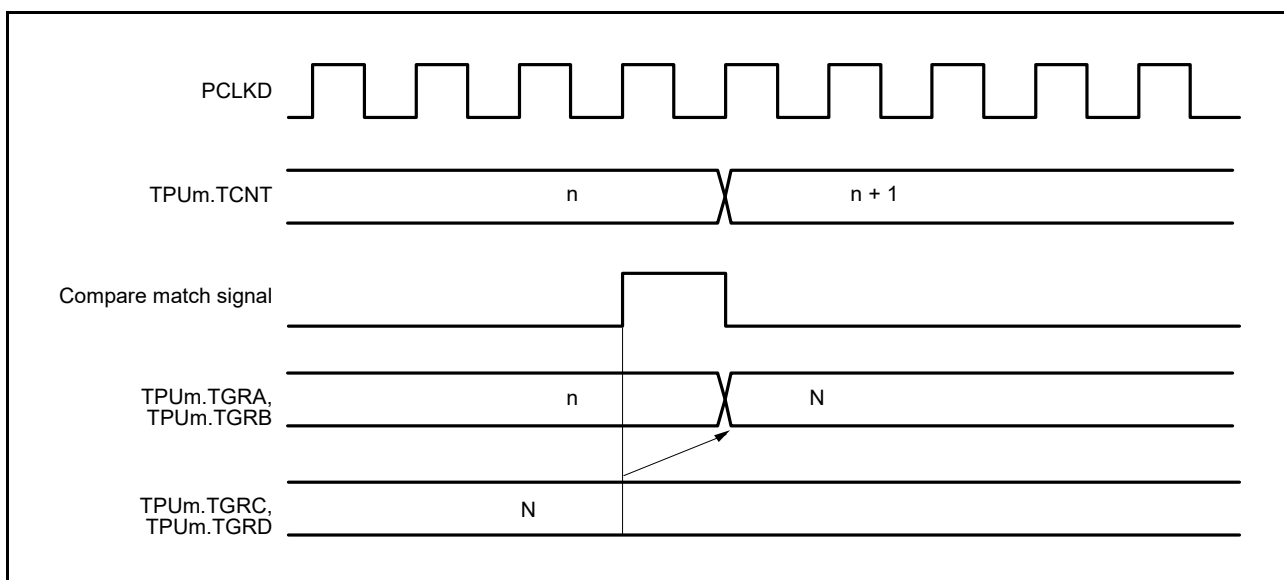 PCLKD
TPUm.TCNT
n
n + 1
Compare match signal
TPUm.TGRA,
TPUm.TGRB
n
N
TPUm.TGRC,
TPUm.TGRD
N